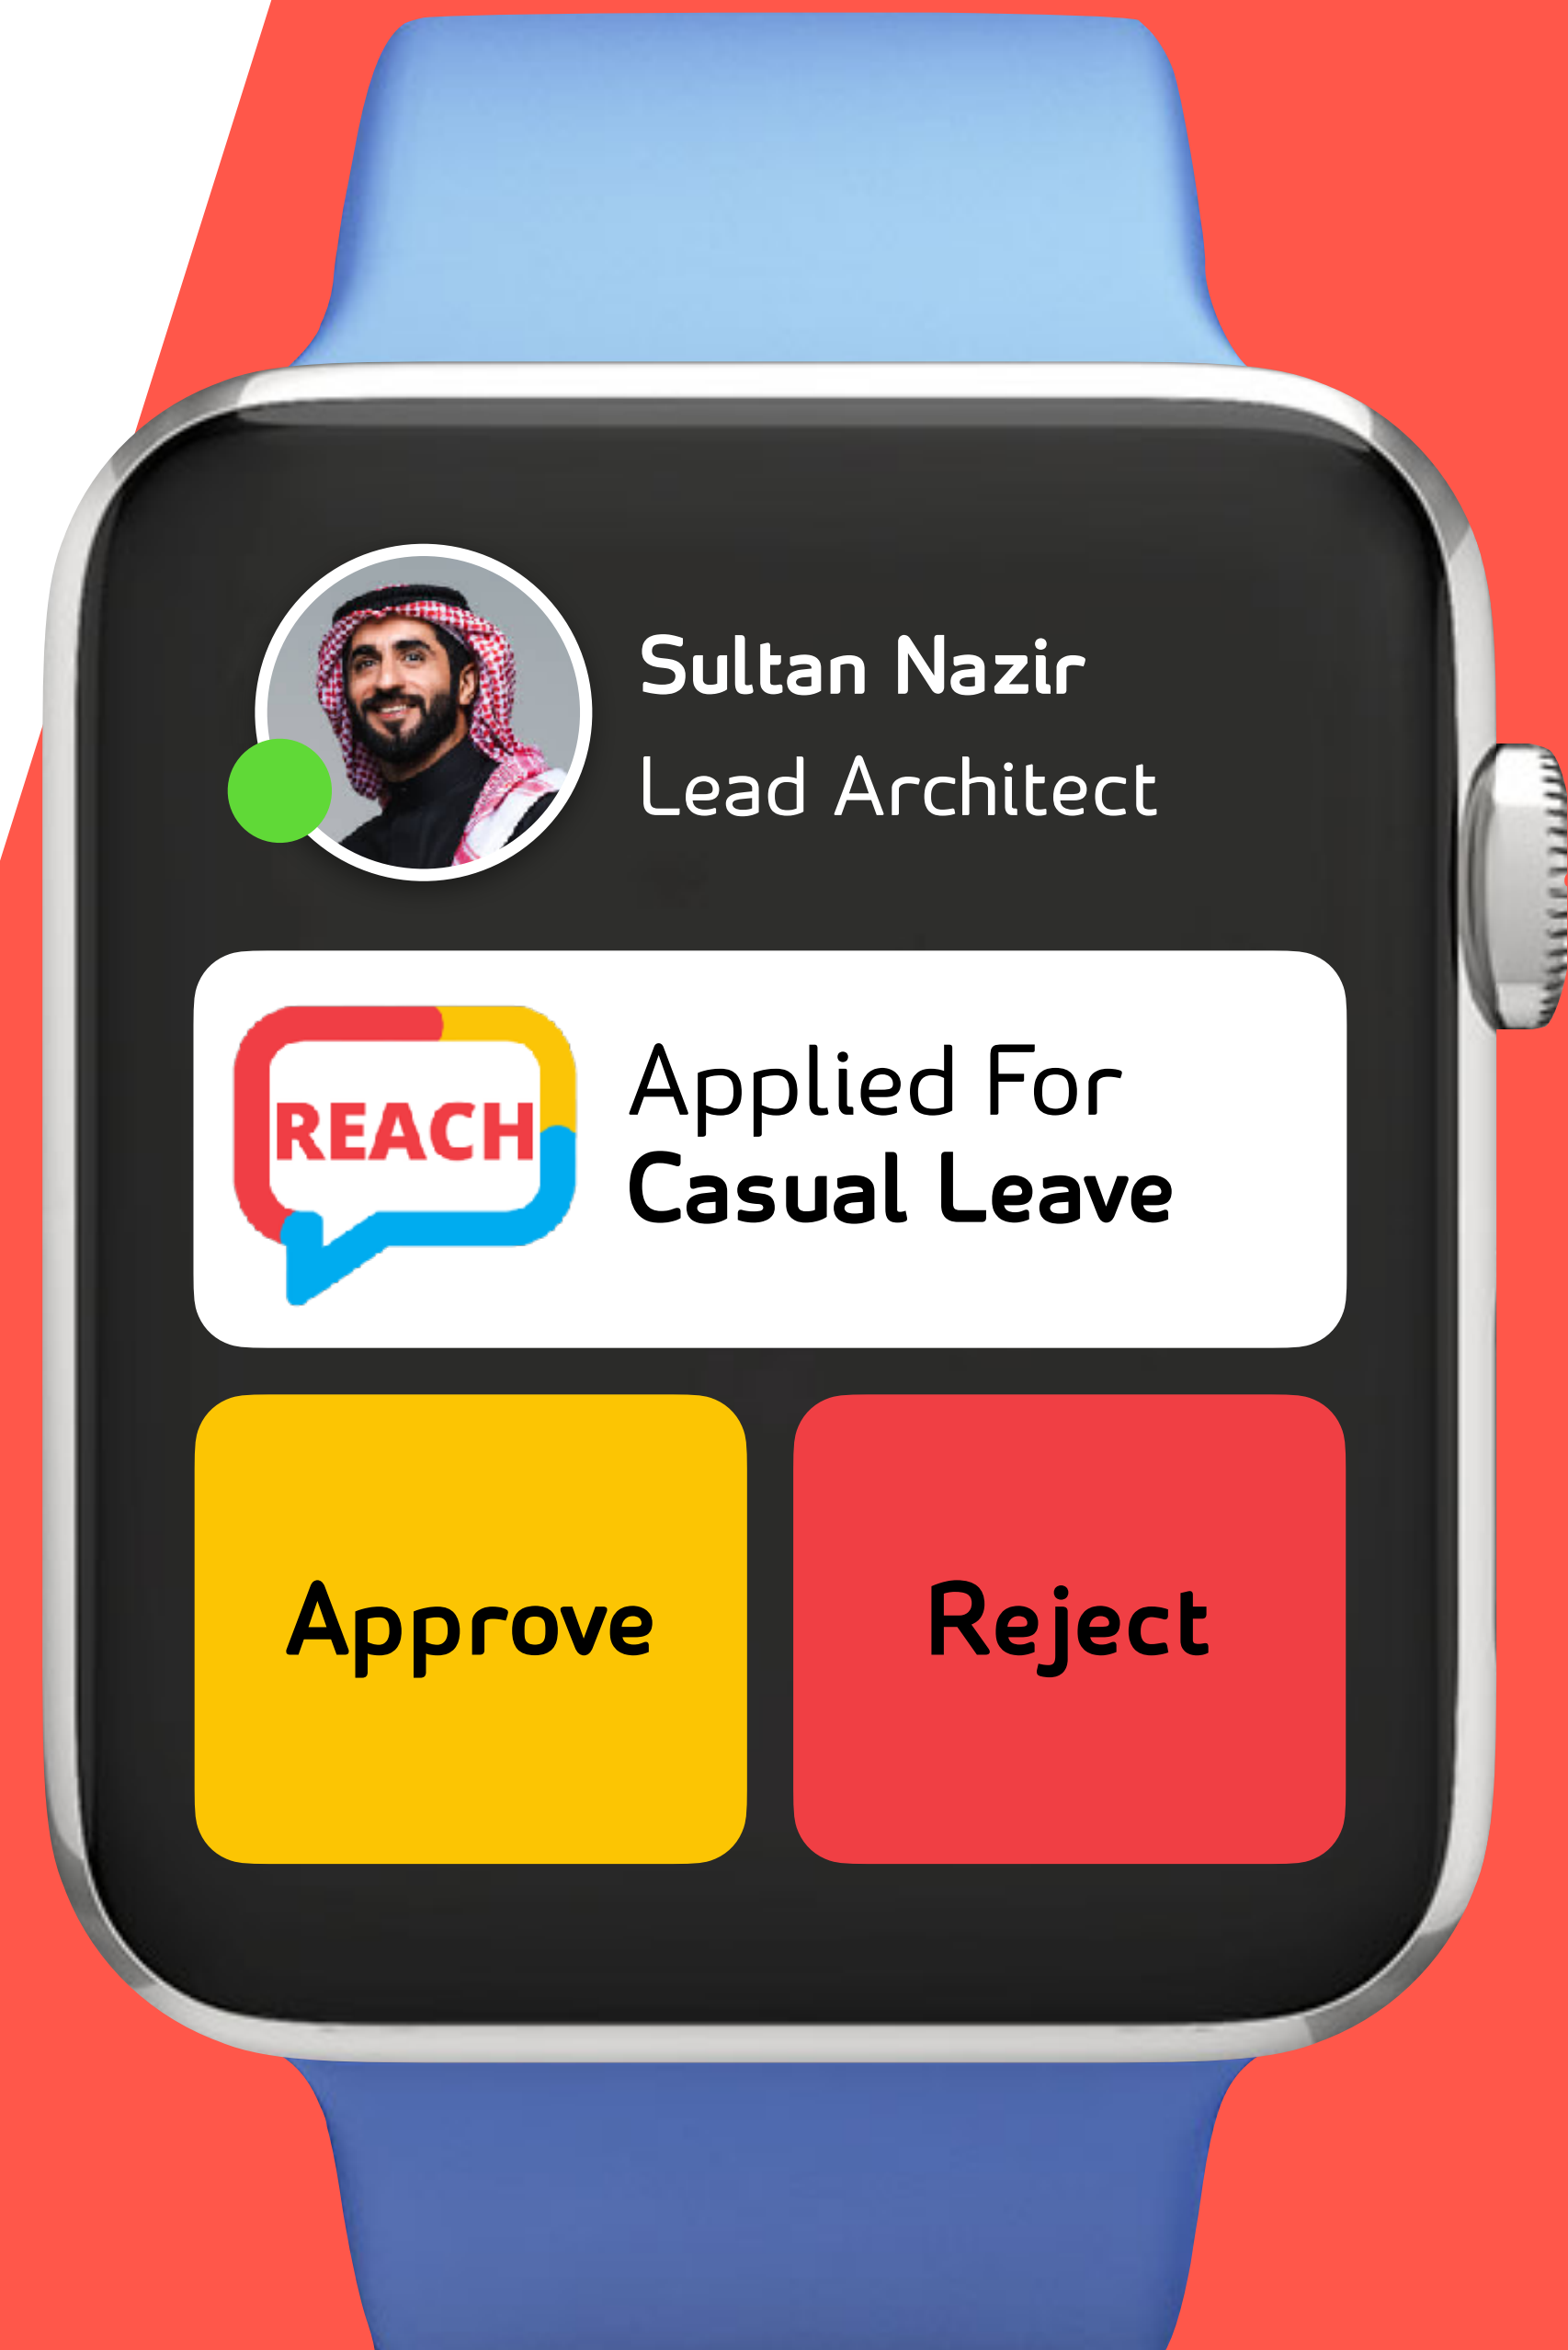 Sultan Nazir
Lead Architect
REACH
Applied For
Casual Leave
Approve
Reject